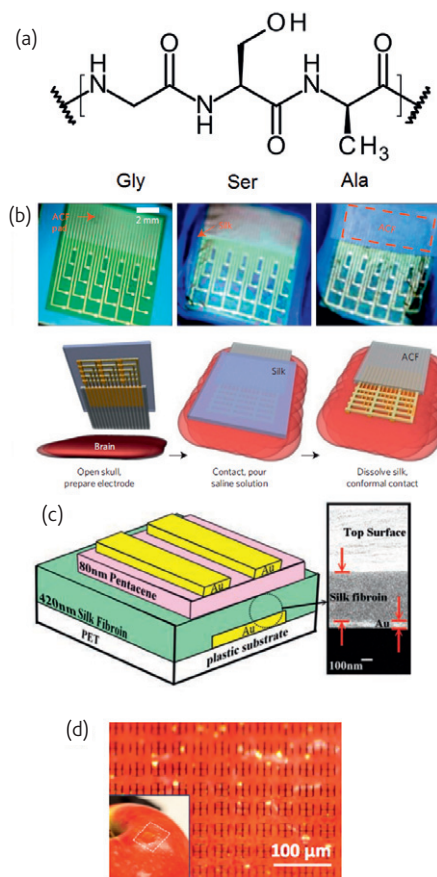 (a)
OH
O
H
N
O
N
H
H
N
O
CH3
Gly Ser Ala
(b)
ACF
2 mm
Silk
ACF
Brain
Open skull,
prepare electrode
Contact, pour
saline solution
Dissolve silk,
conformal contact
(c)
80nm Pentacene
Au
Au
420nm Silk Fibroin
PET
Au
plastic substrate
Top Surface
Silk fibroin
Au
100nm
(d)
100 µm